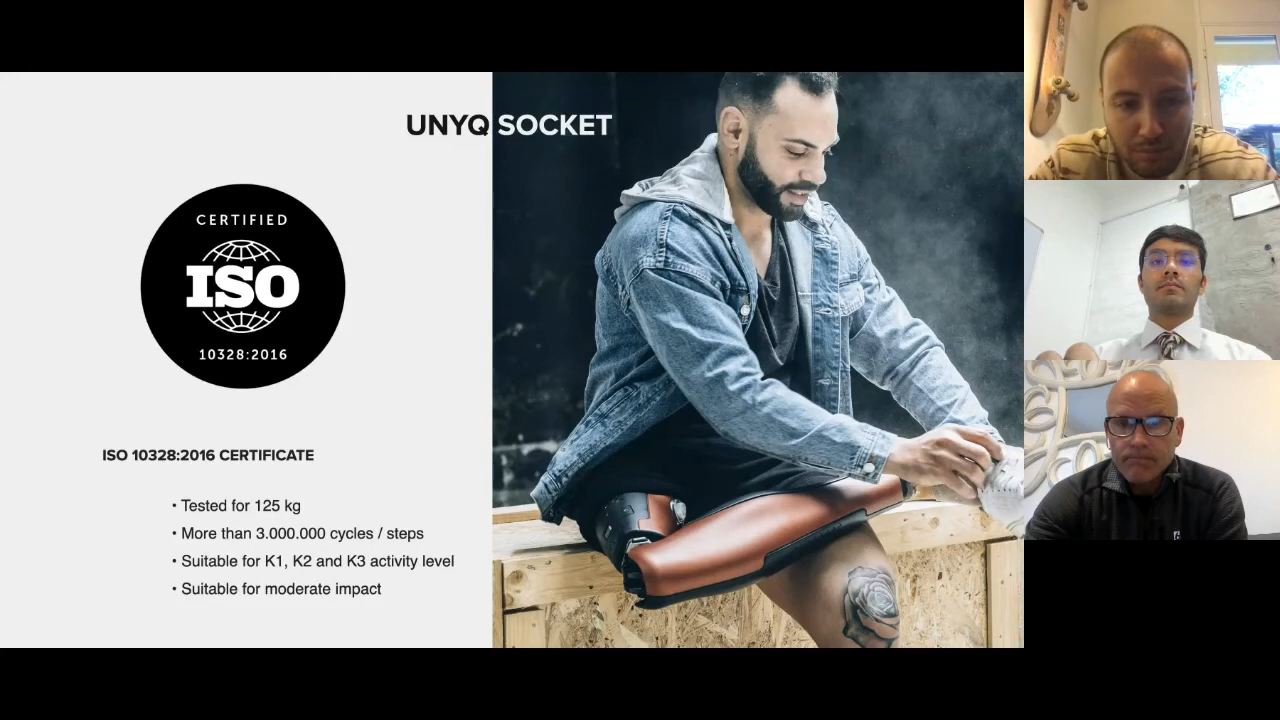 UNYQ SOCKET
CERTIFIED
ISO
10328:2016
ISO 10328:2016 CERTIFICATE
• Tested for 125 kg
• More than 3.000.000 cycles / steps
• Suitable for K1, K2 and K3 activity level
• Suitable for moderate impact